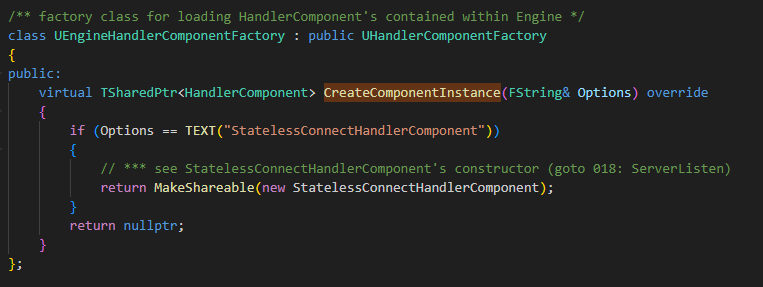 /** factory class for loading HandlerComponent's contained within Engine */
class UEngineHandlerComponentFactory : public UHandlerComponentFactory
{
public:
    virtual TSharedPtr<HandlerComponent> CreateComponentInstance(FString& Options) override
    {
        if (Options == TEXT("StatelessConnectHandlerComponent"))
        {
            // *** see StatelessConnectHandlerComponent's constructor (goto 018: ServerListen)
            return MakeShareable(new StatelessConnectHandlerComponent);
        }
        return nullptr;
    }
};